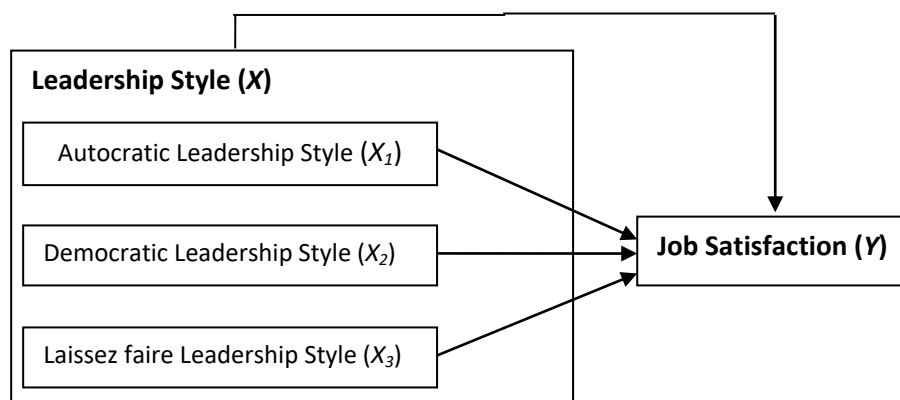 Leadership Style (X)
Autocratic Leadership Style (X₁)
Democratic Leadership Style (X₂)
Job Satisfaction (Y)
Laissez faire Leadership Style (X₃)